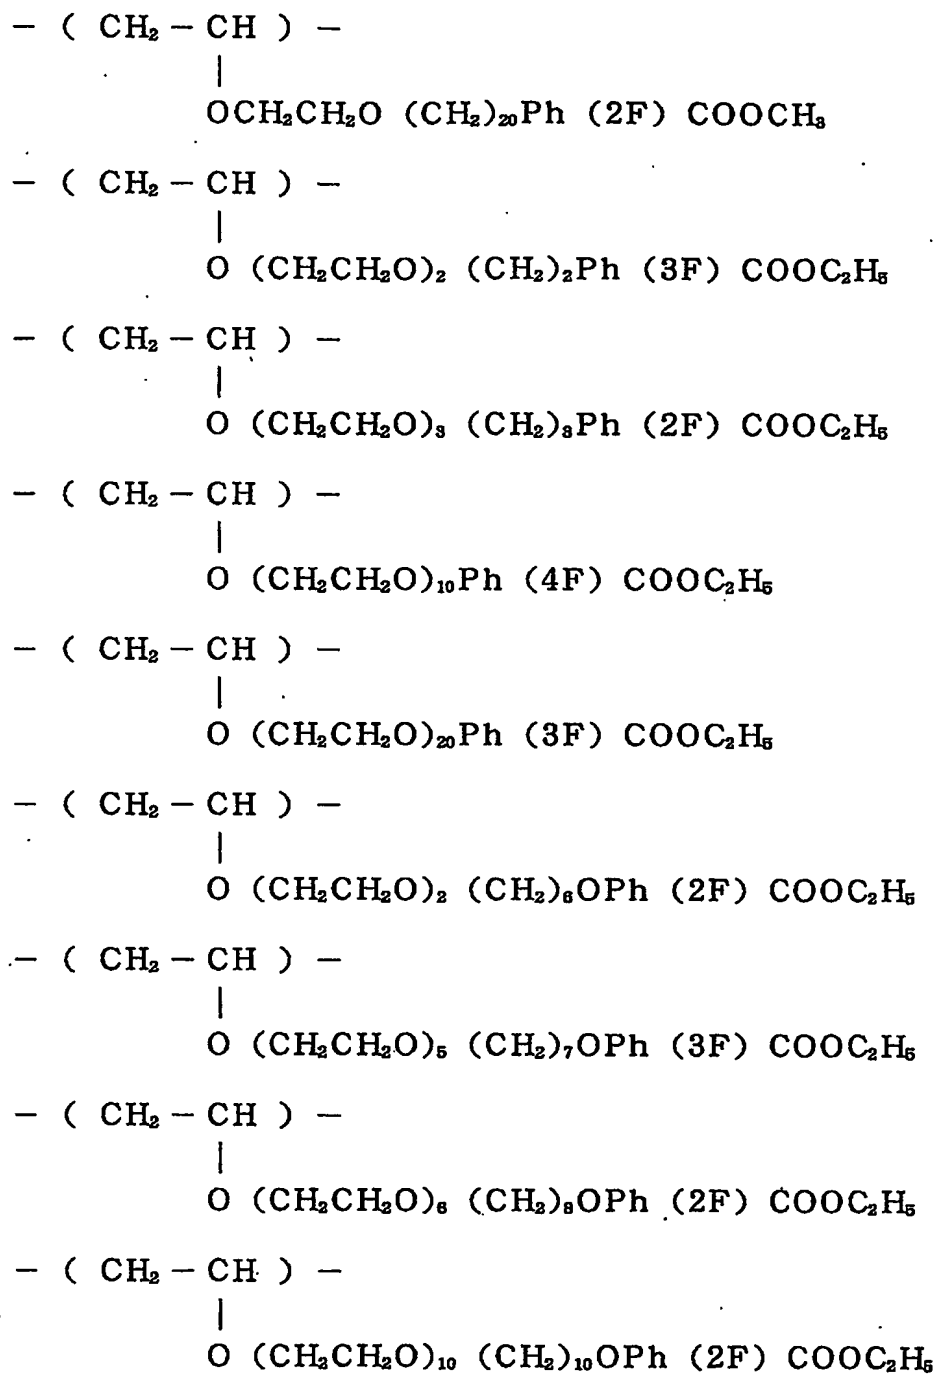 − ( CH₂ − CH ) −
|
OCH₂CH₂O (CH₂)₂₀Ph (2F) COOCH₃
− ( CH₂ − CH ) −
|
O (CH₂CH₂O)₂ (CH₂)₂Ph (3F) COOC₂H₅
− ( CH₂ − CH ) −
|
O (CH₂CH₂O)₃ (CH₂)₃Ph (2F) COOC₂H₅
− ( CH₂ − CH ) −
|
O (CH₂CH₂O)₁₀Ph (4F) COOC₂H₅
− ( CH₂ − CH ) −
|
O (CH₂CH₂O)₂₀Ph (3F) COOC₂H₅
− ( CH₂ − CH ) −
|
O (CH₂CH₂O)₂ (CH₂)₆OPh (2F) COOC₂H₅
− ( CH₂ − CH ) −
|
O (CH₂CH₂O)₅ (CH₂)₇OPh (3F) COOC₂H₅
− ( CH₂ − CH ) −
|
O (CH₂CH₂O)₆ (CH₂)₈OPh (2F) COOC₂H₅
− ( CH₂ − CH ) −
|
O (CH₂CH₂O)₁₀ (CH₂)₁₀OPh (2F) COOC₂H₅